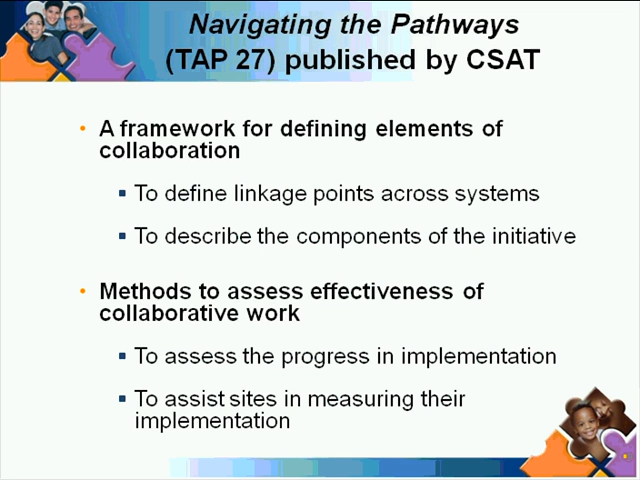 Navigating the Pathways
(TAP 27) published by CSAT
• A framework for defining elements of
collaboration
▪ To define linkage points across systems
▪ To describe the components of the initiative
• Methods to assess effectiveness of
collaborative work
▪ To assess the progress in implementation
▪ To assist sites in measuring their
implementation